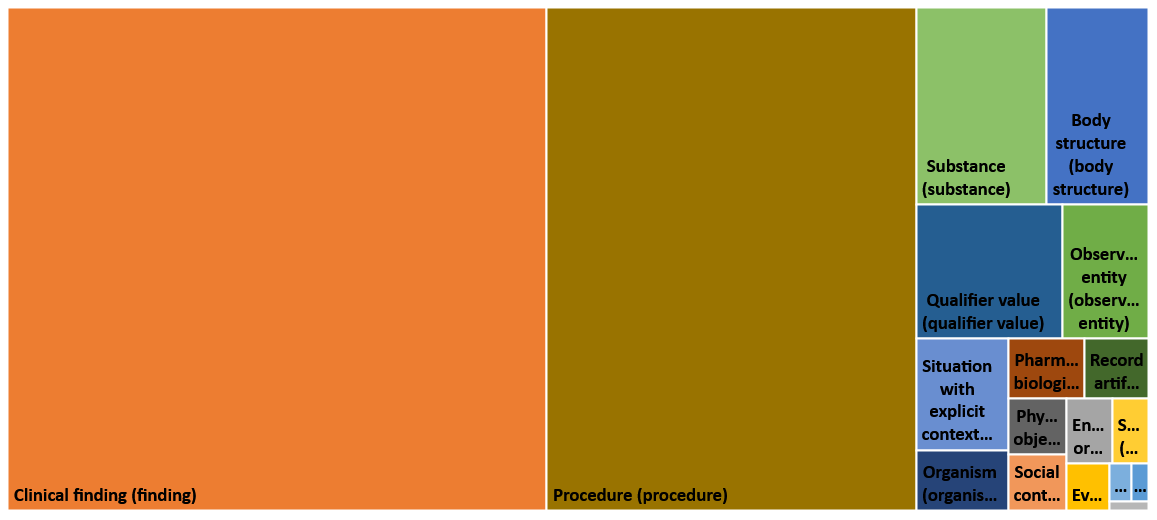 Clinical finding (finding)
Procedure (procedure)
Substance
(substance)
Body
structure
(body
structure)
Qualifier value
(qualifier value)
Observ...
entity
(observ...
entity)
Situation
with
explicit
context...
Pharm...
biologi...
Record
artif...
Phy...
obje...
En...
or...
S...
(...
Organism
(organis...
Social
cont...
Ev...
...
...